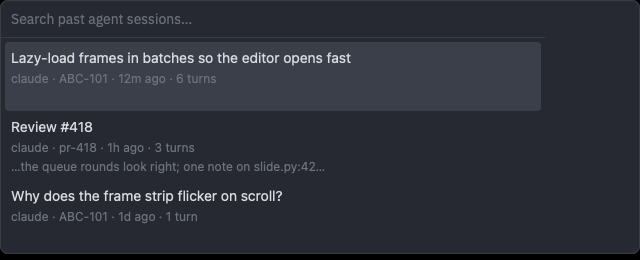 Search past agent sessions...
Lazy-load frames in batches so the editor opens fast
claude · ABC-101 · 12m ago · 6 turns
Review #418
claude · pr-418 · 1h ago · 3 turns
...the queue rounds look right; one note on slide.py:42...
Why does the frame strip flicker on scroll?
claude · ABC-101 · 1d ago · 1 turn